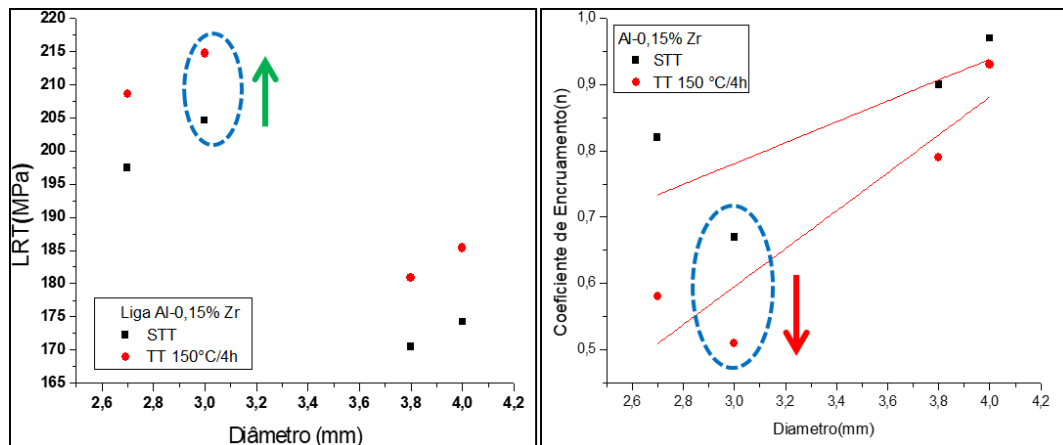 220
215
210
205
200
195
190
185
180
175
170
165
LRT(MPa)
Liga Al-0,15% Zr
STT
TT 150°C/4h
2,6 2,8 3,0 3,2 3,4 3,6 3,8 4,0 4,2
Diâmetro (mm)
Al-0,15% Zr
STT
TT 150 °C/4h
1,0
0,9
0,8
0,7
0,6
0,5
Coeficiente de Encruamento(n)
2,6 2,8 3,0 3,2 3,4 3,6 3,8 4,0 4,2
Diametro(mm)